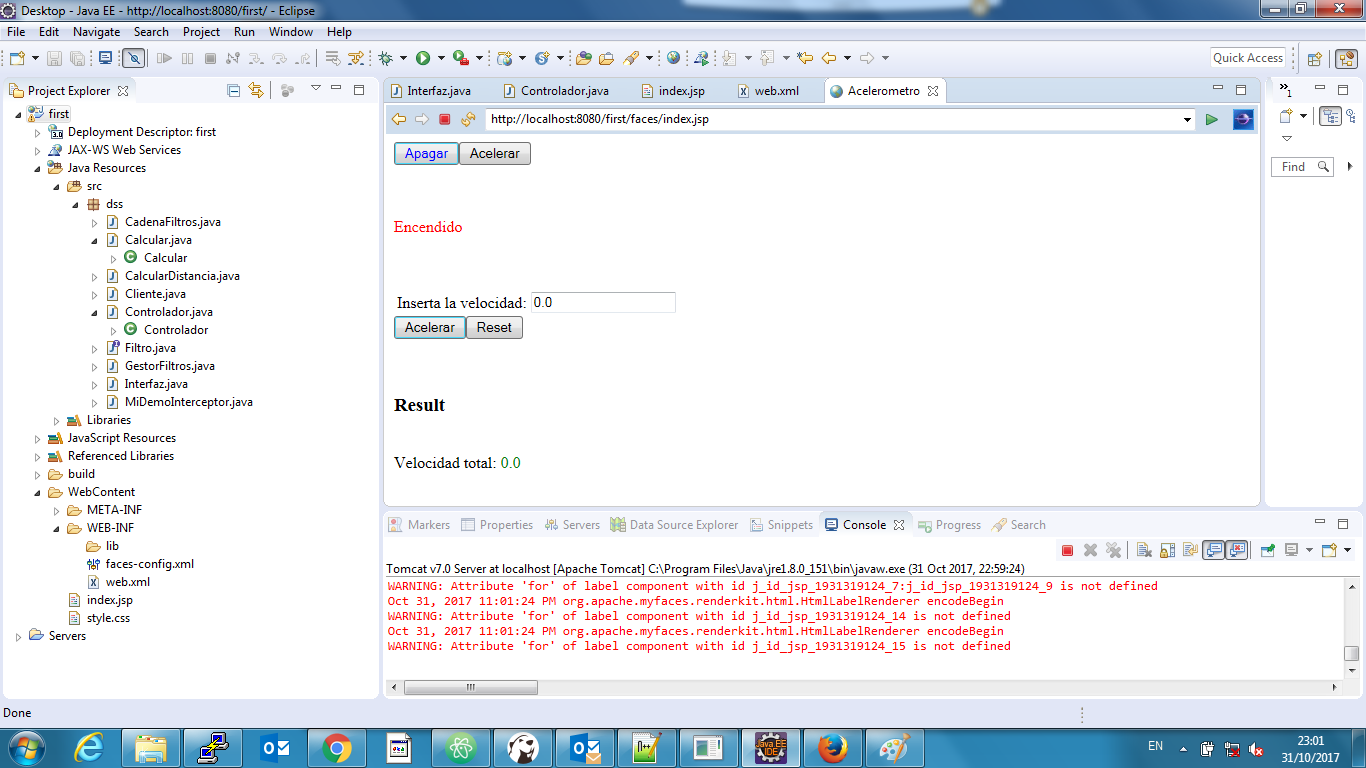 Desktop - Java EE - http://localhost:8080/first/ - Eclipse
File Edit Navigate Search Project Run Window Help
Quick Access
Project Explorer
first
Deployment Descriptor: first
JAX-WS Web Services
Java Resources
src
dss
CadenaFiltros.java
Calcular.java
Calcular
CalcularDistancia.java
Cliente.java
Controlador.java
Controlador
Filtro.java
GestorFiltros.java
Interfaz.java
MiDemoInterceptor.java
Libraries
JavaScript Resources
Referenced Libraries
build
WebContent
META-INF
WEB-INF
lib
faces-config.xml
web.xml
index.jsp
style.css
Servers
Interfaz.java Controlador.java index.jsp web.xml Acelerometro
http://localhost:8080/first/faces/index.jsp
Apagar Acelerar
Encendido
Inserta la velocidad: 0.0
Acelerar Reset
Result
Velocidad total: 0.0
1
Find
Markers Properties Servers Data Source Explorer Snippets Console Progress Search
Tomcat v7.0 Server at localhost [Apache Tomcat] C:\Program Files\Java\jre1.8.0_151\bin\javaw.exe (31 Oct 2017, 22:59:24)
WARNING: Attribute 'for' of label component with id j_id_jsp_1931319124_7:j_id_jsp_1931319124_9 is not defined
Oct 31, 2017 11:01:24 PM org.apache.myfaces.renderkit.html.HtmlLabelRenderer encodeBegin
WARNING: Attribute 'for' of label component with id j_id_jsp_1931319124_14 is not defined
Oct 31, 2017 11:01:24 PM org.apache.myfaces.renderkit.html.HtmlLabelRenderer encodeBegin
WARNING: Attribute 'for' of label component with id j_id_jsp_1931319124_15 is not defined
Done
Java EE
IDE
EN
23:01
31/10/2017